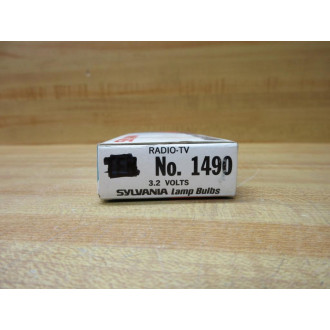 RADIO-TV
No. 1490
3.2 VOLTS
SYLVANIA Lamp Bulbs